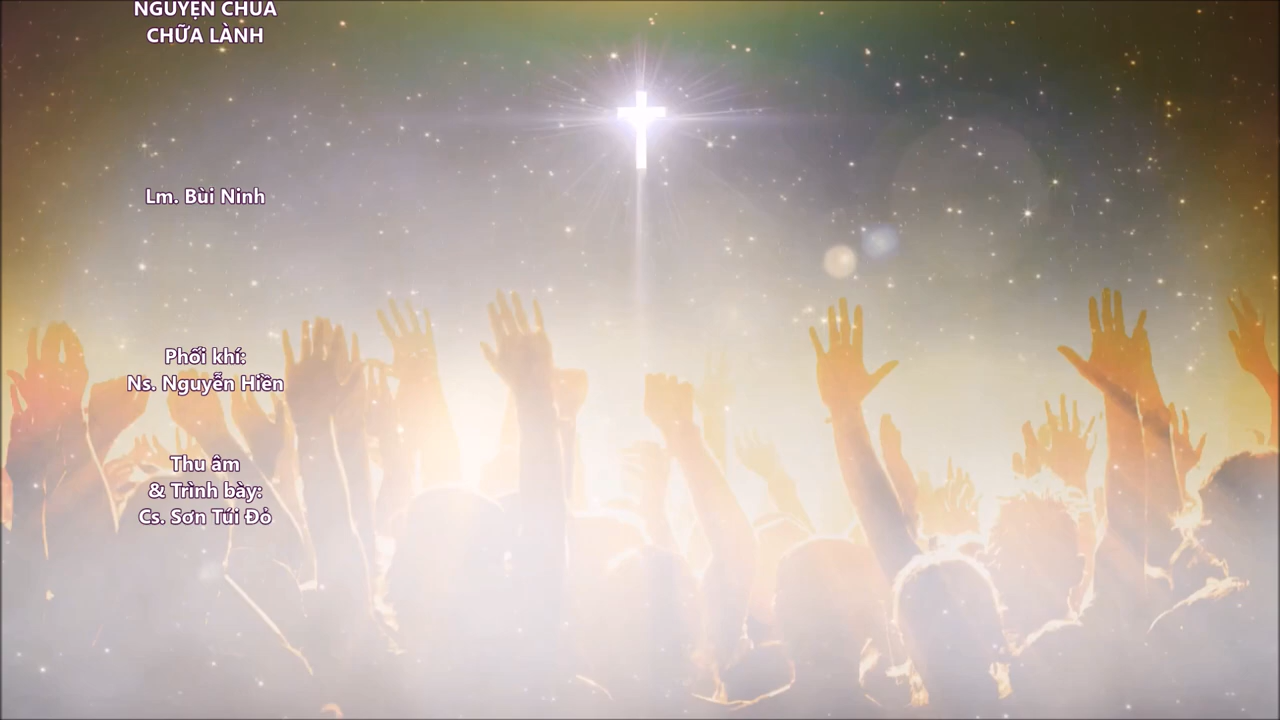 NGUYỆN CHÚA
CHỮA LÀNH
Lm. Bùi Ninh
Phối khí:
Ns. Nguyễn Hiền
Thu âm
& Trình bày:
Cs. Sơn Túi Đỏ